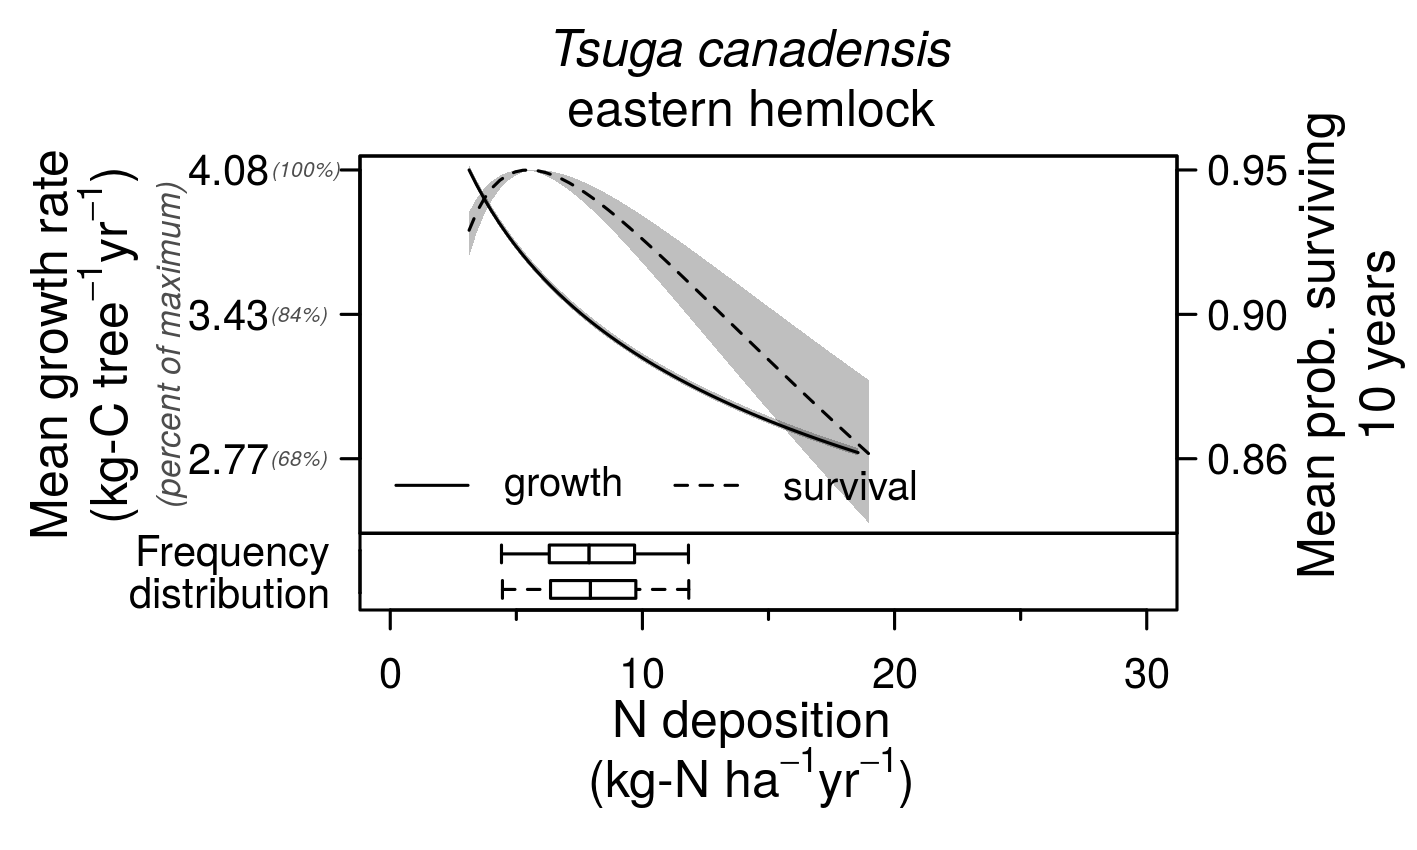 Tsuga canadensis
eastern hemlock
Mean growth rate
(kg-C tree⁻¹yr⁻¹)
(percent of maximum)
4.08 (100%)
3.43 (84%)
2.77 (68%)
0.95
0.90
0.86
Mean prob. surviving
10 years
growth
survival
Frequency
distribution
0
10
20
30
N deposition
(kg-N ha⁻¹yr⁻¹)